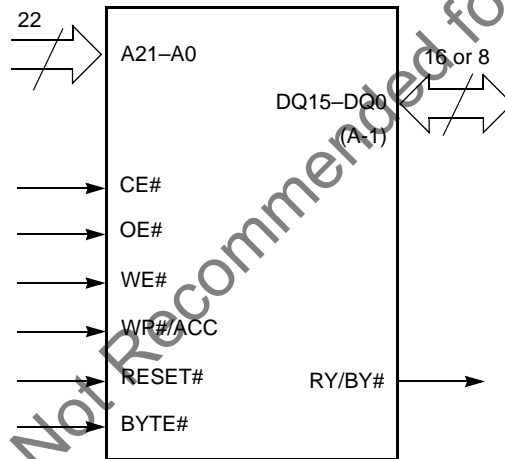 22
A21–A0
16 or 8
DQ15–DQ0
(A-1)
CE#
OE#
WE#
WP#/ACC
RESET#
RY/BY#
BYTE#
Not Recommended for